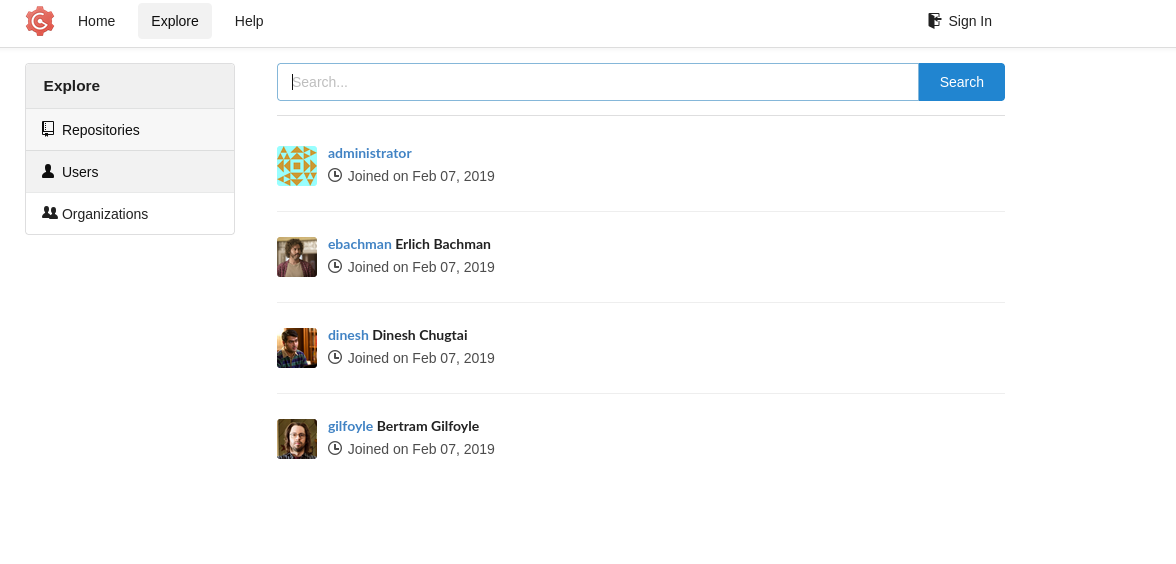 Home Explore Help Sign In
Explore
Repositories
Users
Organizations
Search... Search
administrator
Joined on Feb 07, 2019
ebachman Erlich Bachman
Joined on Feb 07, 2019
dinesh Dinesh Chugtai
Joined on Feb 07, 2019
gilfoyle Bertram Gilfoyle
Joined on Feb 07, 2019